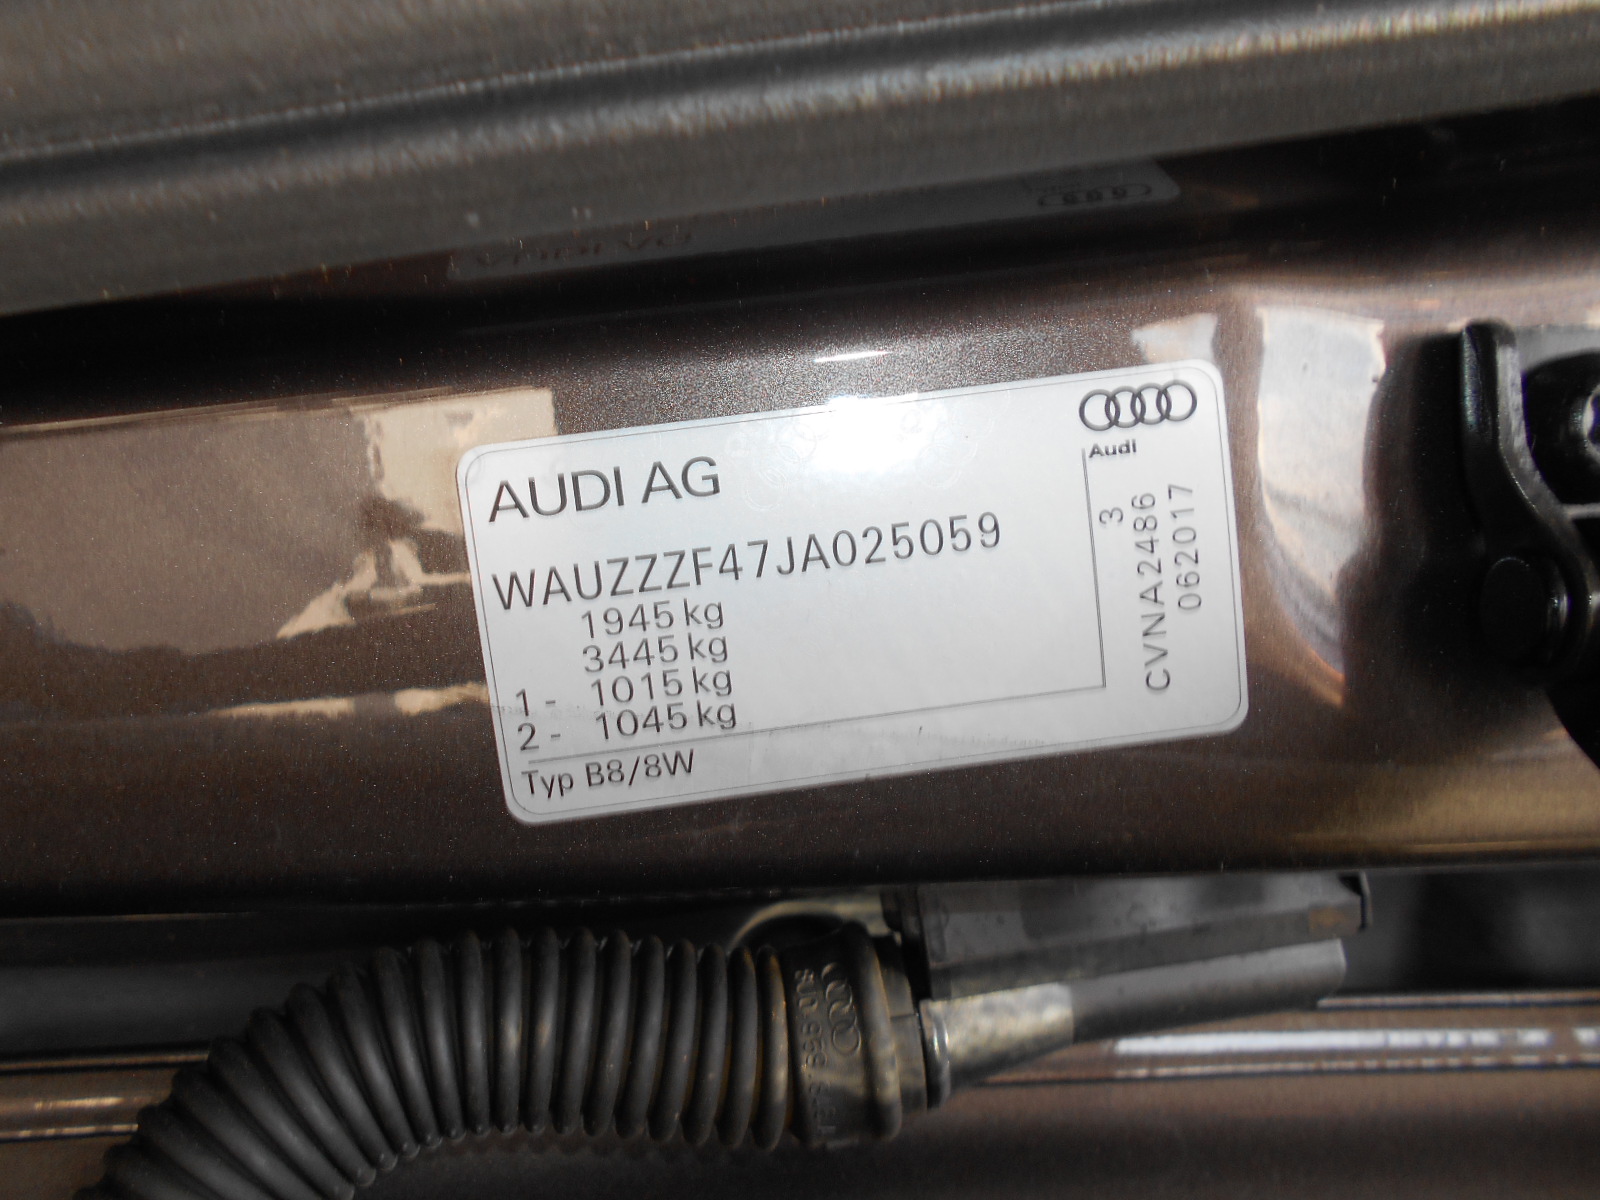 AUDI AG
Audi
WAUZZZF47JA025059
1945 kg
3445 kg
1 - 1015 kg
2 - 1045 kg
Typ B8/8W
3
CVNA2486
062017